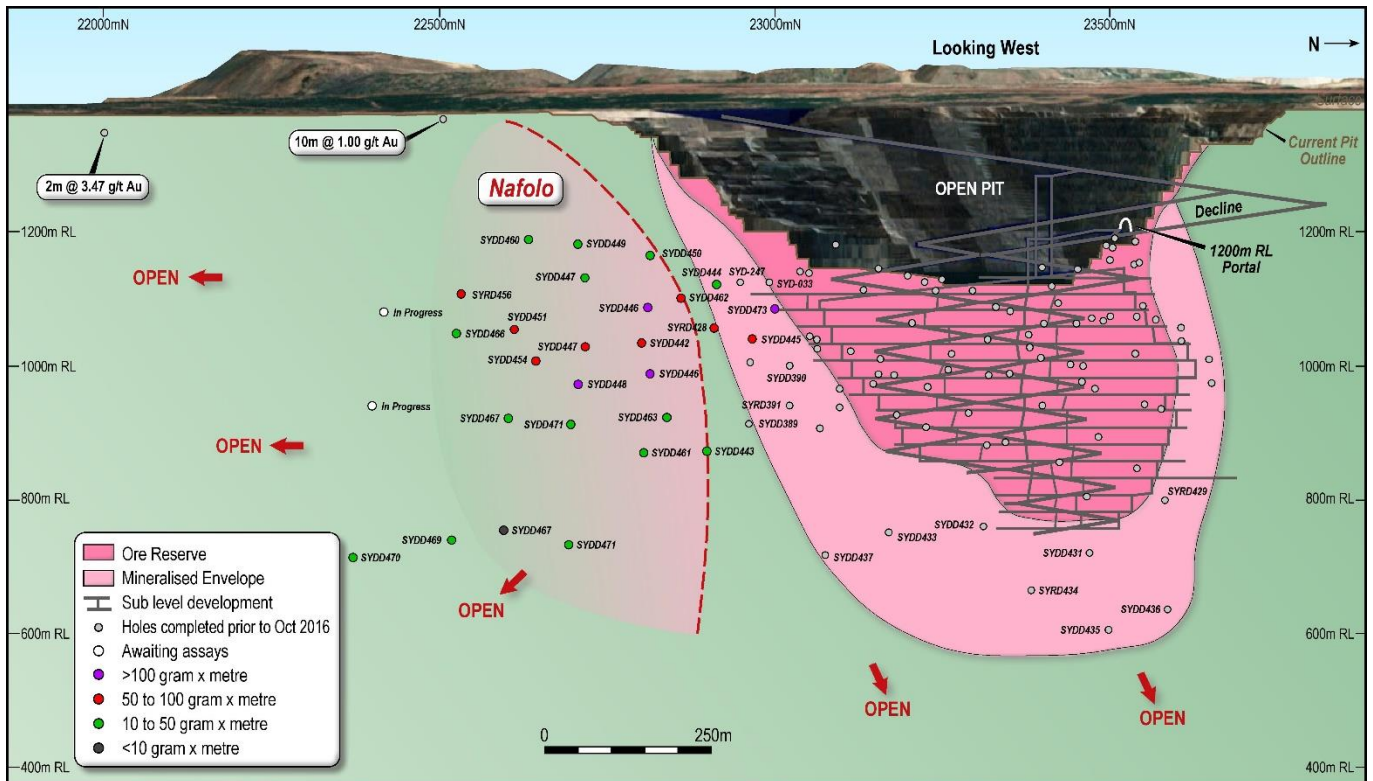 22000mN
22500mN
23000mN
23500mN
Looking West
N
Surface
Current Pit
Outline
2m @ 3.47 g/t Au
10m @ 1.00 g/t Au
Nafolo
OPEN PIT
Decline
1200m RL
Portal
1200m RL
1200m RL
SYDD460
SYDD449
SYDD450
SYDD447
SYDD444
SYD-247
SYD-033
OPEN
SYRD456
SYDD446
SYDD462
SYDD473
In Progress
SYDD451
SYDD466
SYRD428
SYDD454
SYDD447
SYDD442
SYDD445
1000m RL
1000m RL
SYDD448
SYDD446
SYDD390
In Progress
SYRD391
SYDD467
SYDD471
SYDD463
SYDD389
OPEN
SYDD461
SYDD443
800m RL
800m RL
SYRD429
SYDD467
SYDD432
SYDD433
SYDD469
SYDD471
SYDD470
SYDD437
SYDD431
OPEN
SYRD434
SYDD436
SYDD435
600m RL
600m RL
OPEN
OPEN
Ore Reserve
Mineralised Envelope
Sub level development
Holes completed prior to Oct 2016
Awaiting assays
>100 gram x metre
50 to 100 gram x metre
10 to 50 gram x metre
<10 gram x metre
0 250m
400m RL
400m RL